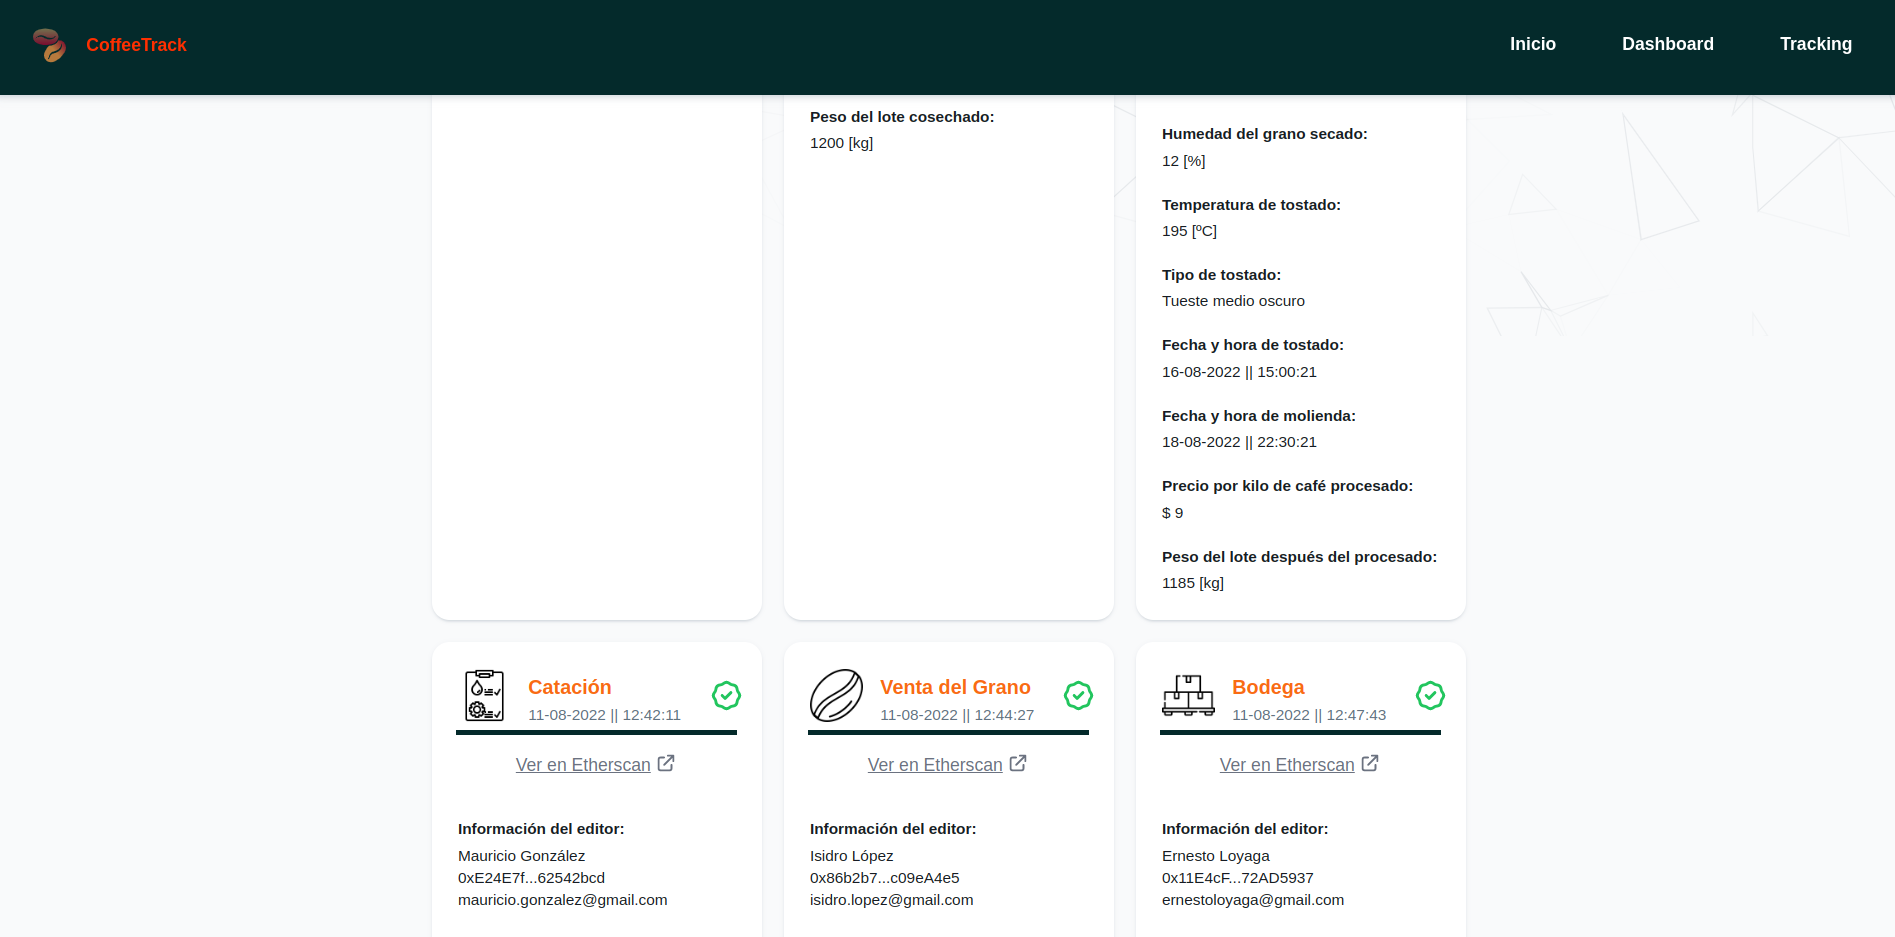 CoffeeTrack
Inicio
Dashboard
Tracking
Peso del lote cosechado:
1200 [kg]
Humedad del grano secado:
12 [%]
Temperatura de tostado:
195 [ºC]
Tipo de tostado:
Tueste medio oscuro
Fecha y hora de tostado:
16-08-2022 || 15:00:21
Fecha y hora de molienda:
18-08-2022 || 22:30:21
Precio por kilo de café procesado:
$ 9
Peso del lote después del procesado:
1185 [kg]
Catación
11-08-2022 || 12:42:11
Ver en Etherscan
Información del editor:
Mauricio González
0xE24E7f...62542bcd
mauricio.gonzalez@gmail.com
Venta del Grano
11-08-2022 || 12:44:27
Ver en Etherscan
Información del editor:
Isidro López
0x86b2b7...c09eA4e5
isidro.lopez@gmail.com
Bodega
11-08-2022 || 12:47:43
Ver en Etherscan
Información del editor:
Ernesto Loyaga
0x11E4cF...72AD5937
ernestoloyaga@gmail.com